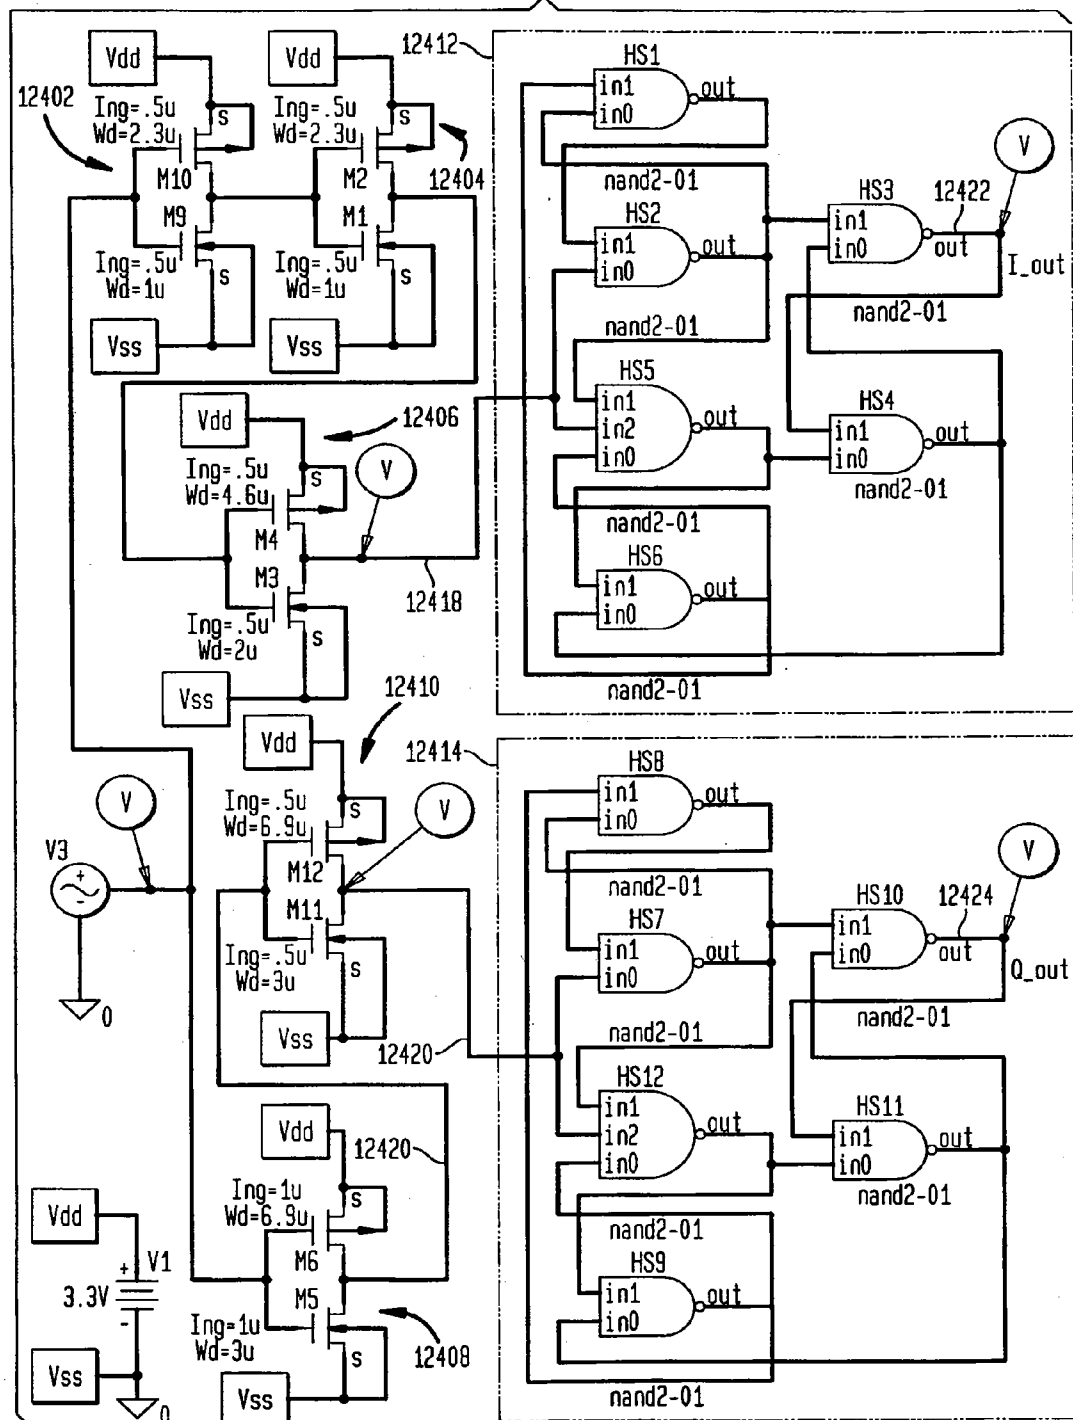 Vdd
Vdd
12412
HS1
in1
in0
out
12402
Ing=.5u
Wd=2.3u
S
M10
M9
Ing=.5u
Wd=1u
S
Vss
Ing=.5u
Wd=2.3u
S
M2
M1
Ing=.5u
Wd=1u
S
Vss
12404
nand2-01
HS2
in1
in0
out
nand2-01
HS3
in1
in0
out
12422
V
I_out
nand2-01
HS5
in1
in2
in0
out
nand2-01
HS4
in1
in0
out
nand2-01
HS6
in1
in0
out
nand2-01
Vdd
12406
V
Ing=.5u
Wd=4.6u
S
M4
M3
Ing=.5u
Wd=2u
S
12418
Vss
Vdd
12410
12414
V
V3
+
-
0
Ing=.5u
Wd=6.9u
S
M12
M11
V
Ing=.5u
Wd=3u
S
Vss
12420
HS8
in1
in0
out
nand2-01
HS7
in1
in0
out
nand2-01
HS10
in1
in0
out
12424
V
Q_out
nand2-01
HS12
in1
in2
in0
out
nand2-01
HS11
in1
in0
out
nand2-01
HS9
in1
in0
out
nand2-01
Vdd
12420
Ing=1u
Wd=6.9u
S
M6
M5
Ing=1u
Wd=3u
S
12408
Vss
Vdd
+
V1
3.3V
-
Vss
0